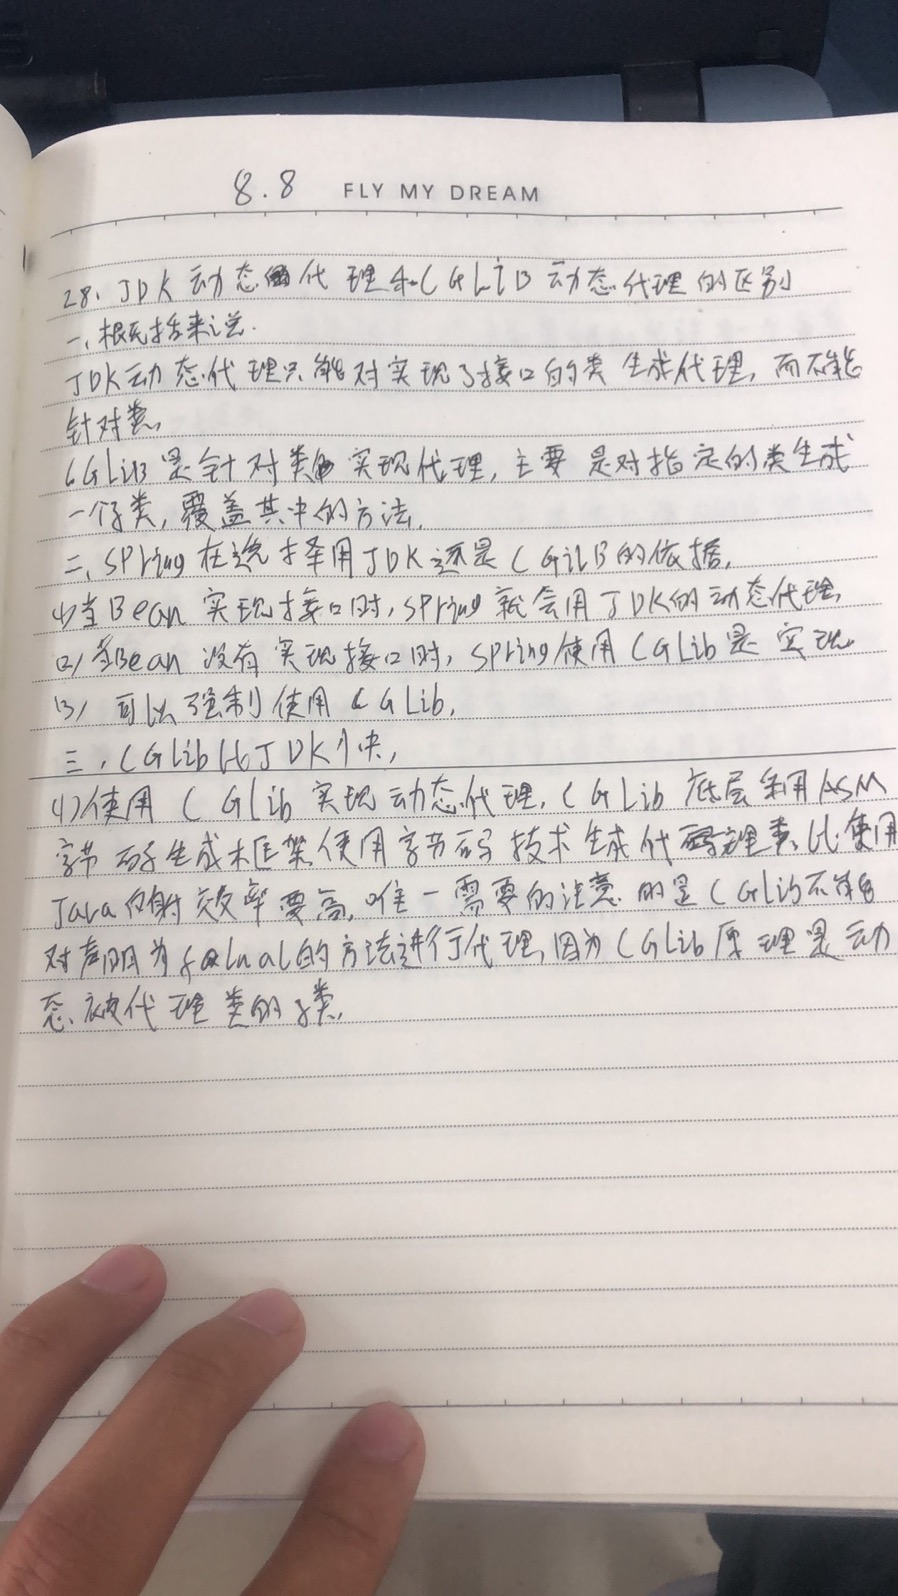 8.8 FLY MY DREAM
28、JDK动态代理和CGLIB动态代理的区别
一、根据来说.
JDK动态代理只能对实现了接口的类生成代理,而不能
针对类,
CGLIB是针对类实现代理,主要是对指定的类生成
一个子类,覆盖其中的方法,
二、Spring在选择用JDK还是CGilB的依据,
(1)当Bean实现接口时,Spring就会用JDK的动态代理,
(2)当Bean没有实现接口时,Spring使用CGLib是实现
(3)可以强制使用CGLib,
三,CGLib比JDK快,
(1)使用CGLib实现动态代理,CGLib底层采用ASM
字节码生成框架使用字节码技术生成代理类,比使用
Java反射效率要高,唯一需要的注意的是CGLib不能
对声明为final的方法进行代理,因为CGLib原理是动
态被代理类的子类,